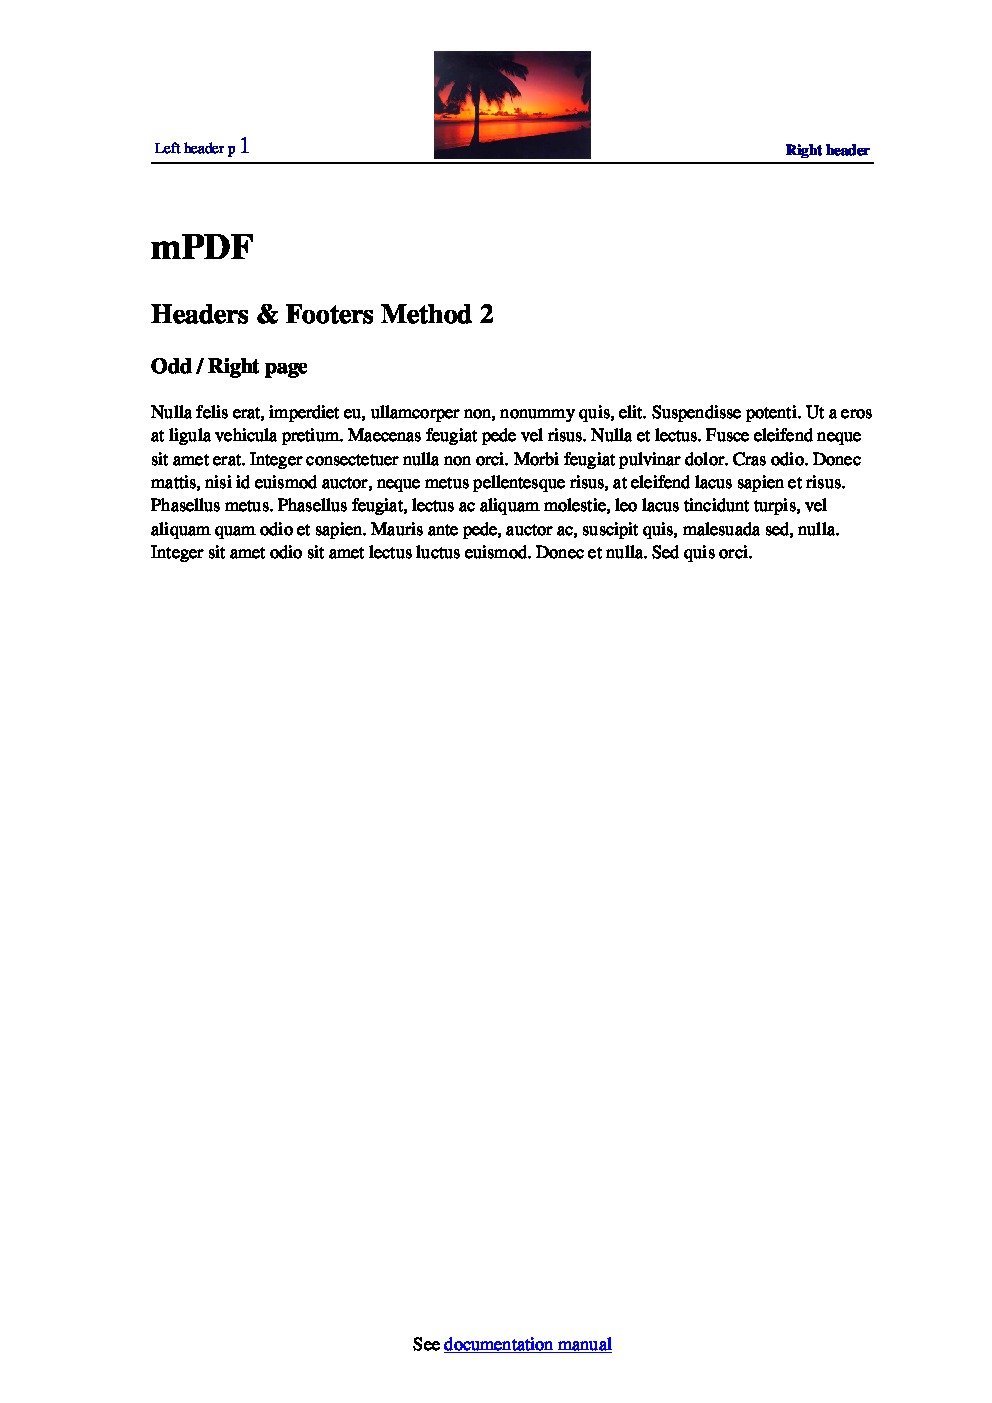 Left header p 1
Right header
mPDF
Headers & Footers Method 2
Odd / Right page
Nulla felis erat, imperdiet eu, ullamcorper non, nonummy quis, elit. Suspendisse potenti. Ut a eros
at ligula vehicula pretium. Maecenas feugiat pede vel risus. Nulla et lectus. Fusce eleifend neque
sit amet erat. Integer consectetuer nulla non orci. Morbi feugiat pulvinar dolor. Cras odio. Donec
mattis, nisi id euismod auctor, neque metus pellentesque risus, at eleifend lacus sapien et risus.
Phasellus metus. Phasellus feugiat, lectus ac aliquam molestie, leo lacus tincidunt turpis, vel
aliquam quam odio et sapien. Mauris ante pede, auctor ac, suscipit quis, malesuada sed, nulla.
Integer sit amet odio sit amet lectus luctus euismod. Donec et nulla. Sed quis orci.
See documentation manual